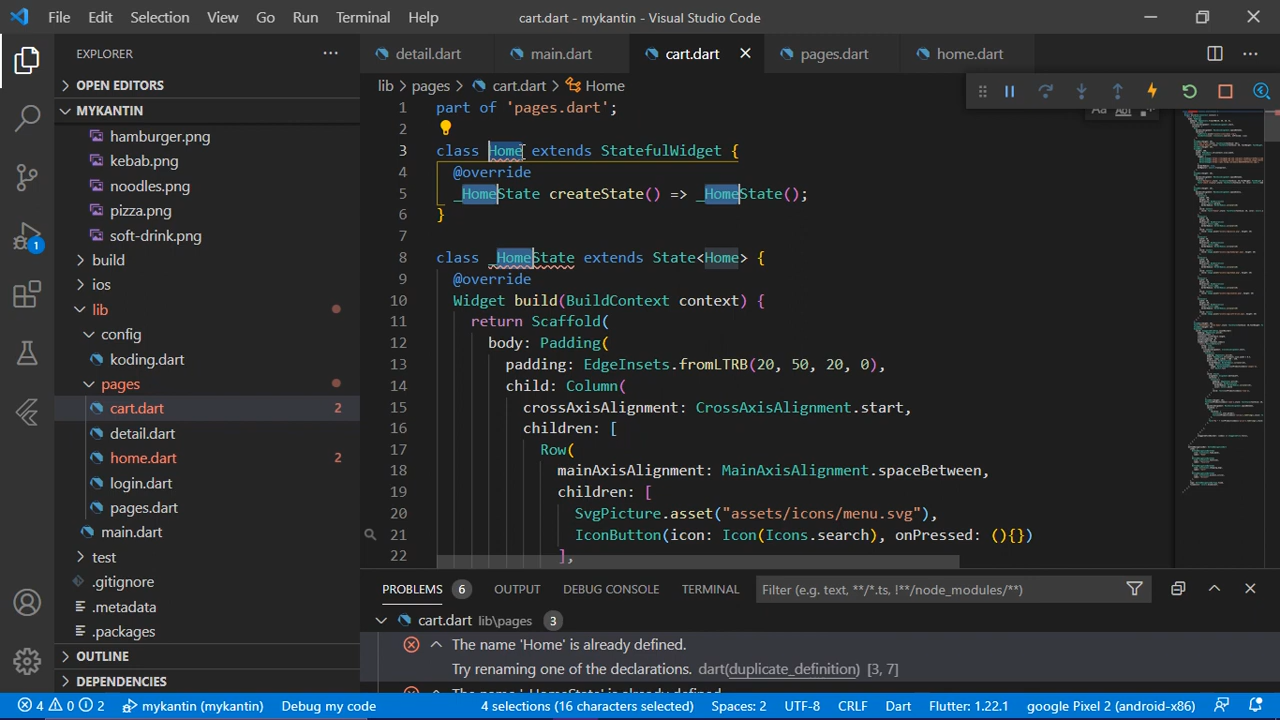 File Edit Selection View Go Run Terminal Help
cart.dart - mykantin - Visual Studio Code
EXPLORER
OPEN EDITORS
MYKANTIN
hamburger.png
kebab.png
noodles.png
pizza.png
soft-drink.png
build
ios
lib
config
koding.dart
pages
cart.dart 2
detail.dart
home.dart 2
login.dart
pages.dart
main.dart
test
.gitignore
.metadata
.packages
OUTLINE
DEPENDENCIES
1
detail.dart main.dart cart.dart pages.dart home.dart
lib > pages > cart.dart > Home
1 part of 'pages.dart';
2
3 class Home extends StatefulWidget {
4 @override
5 _HomeState createState() => _HomeState();
6 }
7
8 class _HomeState extends State<Home> {
9 @override
10 Widget build(BuildContext context) {
11 return Scaffold(
12 body: Padding(
13 padding: EdgeInsets.fromLTRB(20, 50, 20, 0),
14 child: Column(
15 crossAxisAlignment: CrossAxisAlignment.start,
16 children: [
17 Row(
18 mainAxisAlignment: MainAxisAlignment.spaceBetween,
19 children: [
20 SvgPicture.asset("assets/icons/menu.svg"),
21 IconButton(icon: Icon(Icons.search), onPressed: (){})
22 ],
PROBLEMS 6 OUTPUT DEBUG CONSOLE TERMINAL Filter (e.g. text, **/*.ts, !**/node_modules/**)
cart.dart lib\pages 3
The name 'Home' is already defined.
Try renaming one of the declarations. dart(duplicate_definition) [3, 7]
4 0 2 mykantin (mykantin) Debug my code 4 selections (16 characters selected) Spaces: 2 UTF-8 CRLF Dart Flutter: 1.22.1 google Pixel 2 (android-x86)